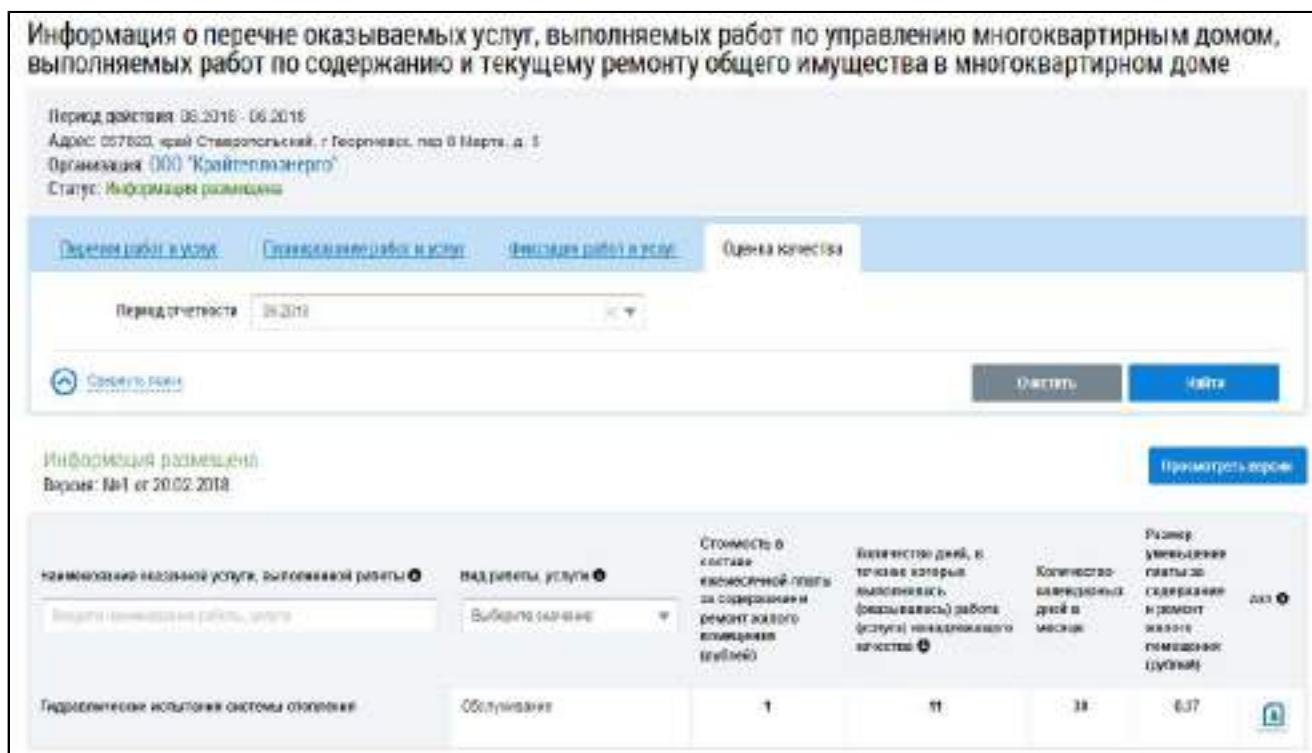 Информация о перечне оказываемых услуг, выполняемых работ по управлению многоквартирным домом,
выполняемых работ по содержанию и текущему ремонту общего имущества в многоквартирном доме
Период действия: 06.2018 - 06.2018
Адрес: край Ставропольский, г Георгиевск, пер 8 Марта, д. 5
Организация: ООО "Крайтеплоэнерго"
Статус: Информация размещена
Перечни работ и услуг Планирование работ и услуг Фиксация работ и услуг Оценка качества
Период отчетности 06.2018
Свернуть поиск Очистить Найти
Информация размещена
Просмотреть версии
Версия: №1 от 20.02.2018
Наименование оказанной услуги, выполненной работы
Введите наименование работы, услуги
Вид работы, услуги
Выберите значение
Стоимость в
составе
ежемесячной платы
за содержание и
ремонт жилого
помещения
(рублей)
Количество дней, в
течение которых
выполнялась
(оказывалась) работа
(услуга) ненадлежащего
качества
Количество
календарных
дней в
месяце
Размер
уменьшения
платы за
содержание
и ремонт
жилого
помещения
(рублей)
Гидравлические испытания системы отопления Обслуживание 1 11 30 0.37